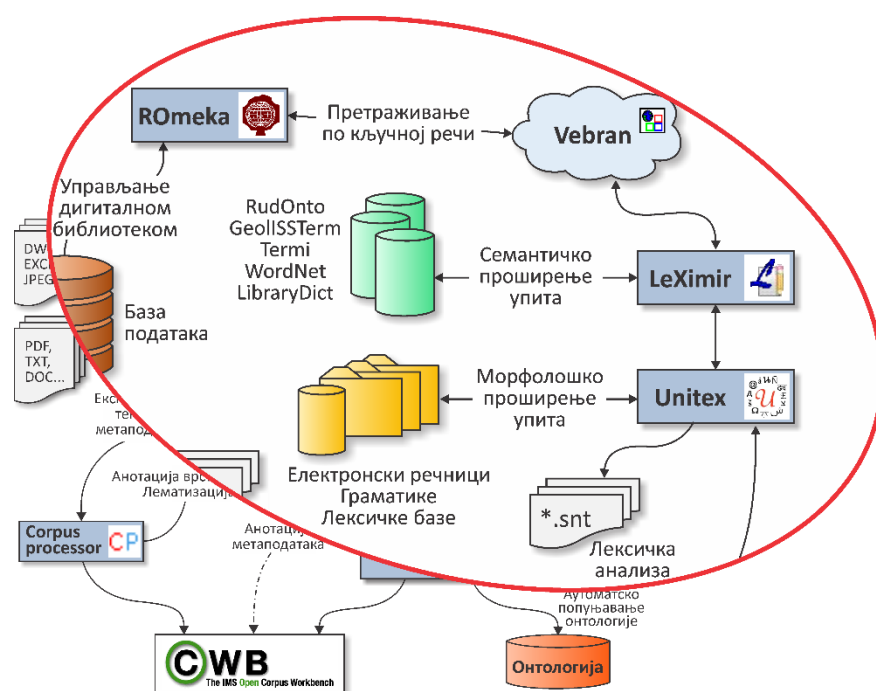 ROmeka
Претраживање
по кључној речи
Vebran
Управљање
дигиталном
библиотеком
RudOnto
GeolISSTerm
Termi
WordNet
LibraryDict
Семантичко
проширење
упита
LeXimir
EXCE
JPEG
База
података
PDF,
TXT,
DOC...
Морфолошко
проширење
упита
Unitex
Електронски речници
Граматике
Лексичке базе
*.snt
Лексичка
анализа
Анотација
Лематизација
Corpus
processor
CP
метаподатака
Аутоматско
попуњавање
онтологије
Онтологија
CWB
The IMS Open Corpus Workbench